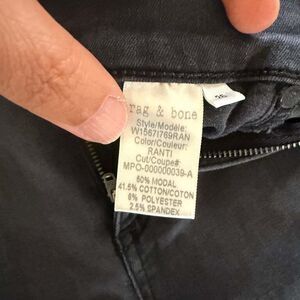 rag & bone
Style/Modèle:
W1567I769RAN
Color/Couleur:
RANTI
Cut/Coupe#
MPO-000000039-A
50% MODAL
41.5% COTTON/COTON
6% POLYESTER
2.5% SPANDEX
26